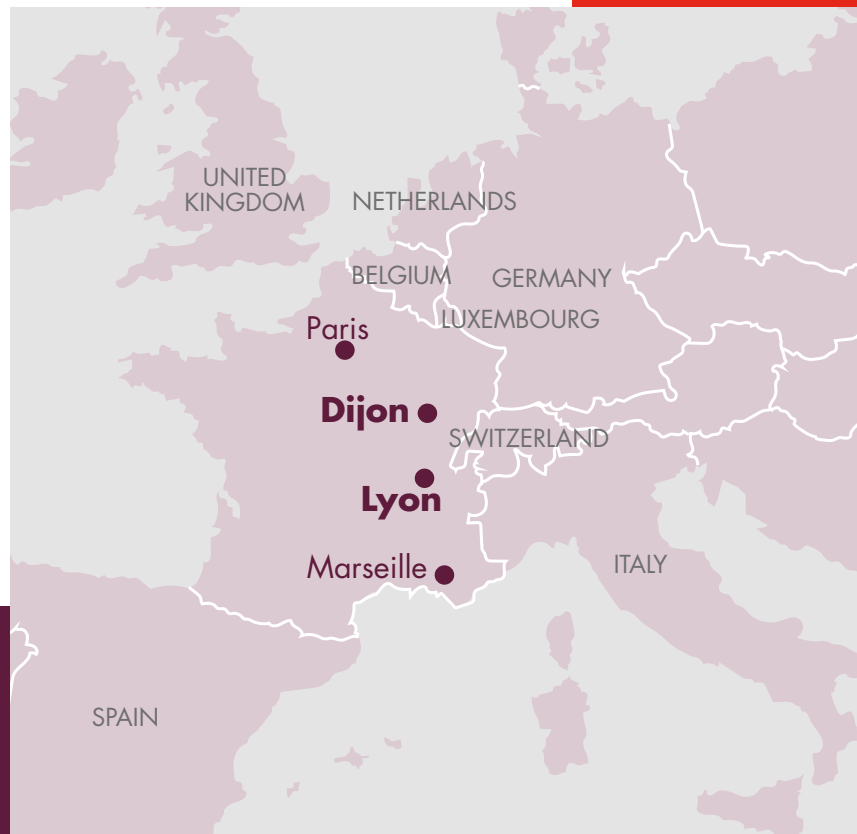 UNITED
KINGDOM
NETHERLANDS
BELGIUM
GERMANY
LUXEMBOURG
Paris
Dijon
SWITZERLAND
Lyon
Marseille
ITALY
SPAIN